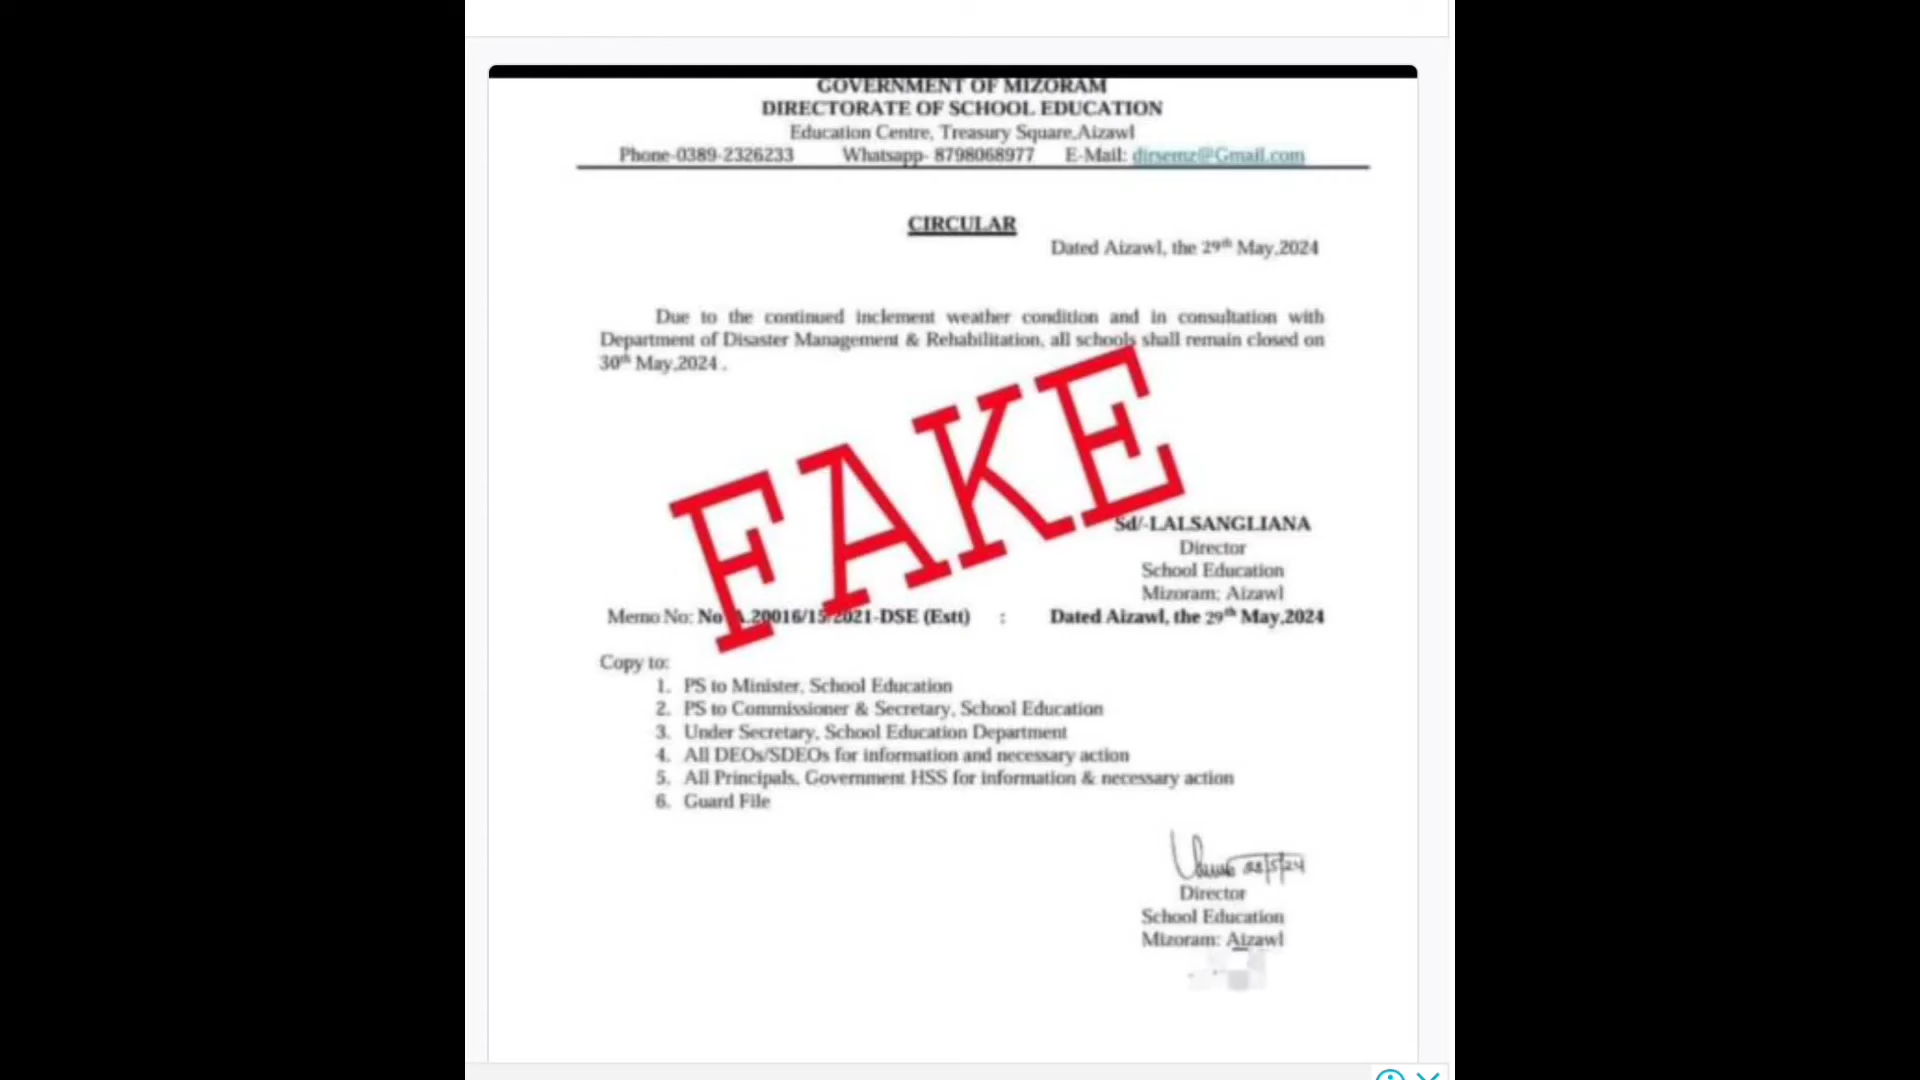 GOVERNMENT OF MIZORAM
DIRECTORATE OF SCHOOL EDUCATION
Education Centre, Treasury Square,Aizawl
Phone-0389-2326233 Whatsapp- 8798068977 E-Mail: dirsemz@Gmail.com
CIRCULAR
Dated Aizawl, the 29th May,2024
Due to the continued inclement weather condition and in consultation with
Department of Disaster Management & Rehabilitation, all schools shall remain closed on
30th May,2024 .
FAKE
Sd/-LALSANGLIANA
Director
School Education
Mizoram: Aizawl
Memo No: No A.20016/15/2021-DSE (Estt) : Dated Aizawl, the 29th May,2024
Copy to:
1. PS to Minister, School Education
2. PS to Commissioner & Secretary, School Education
3. Under Secretary, School Education Department
4. All DEOs/SDEOs for information and necessary action
5. All Principals, Government HSS for information & necessary action
6. Guard File
Director
School Education
Mizoram: Aizawl